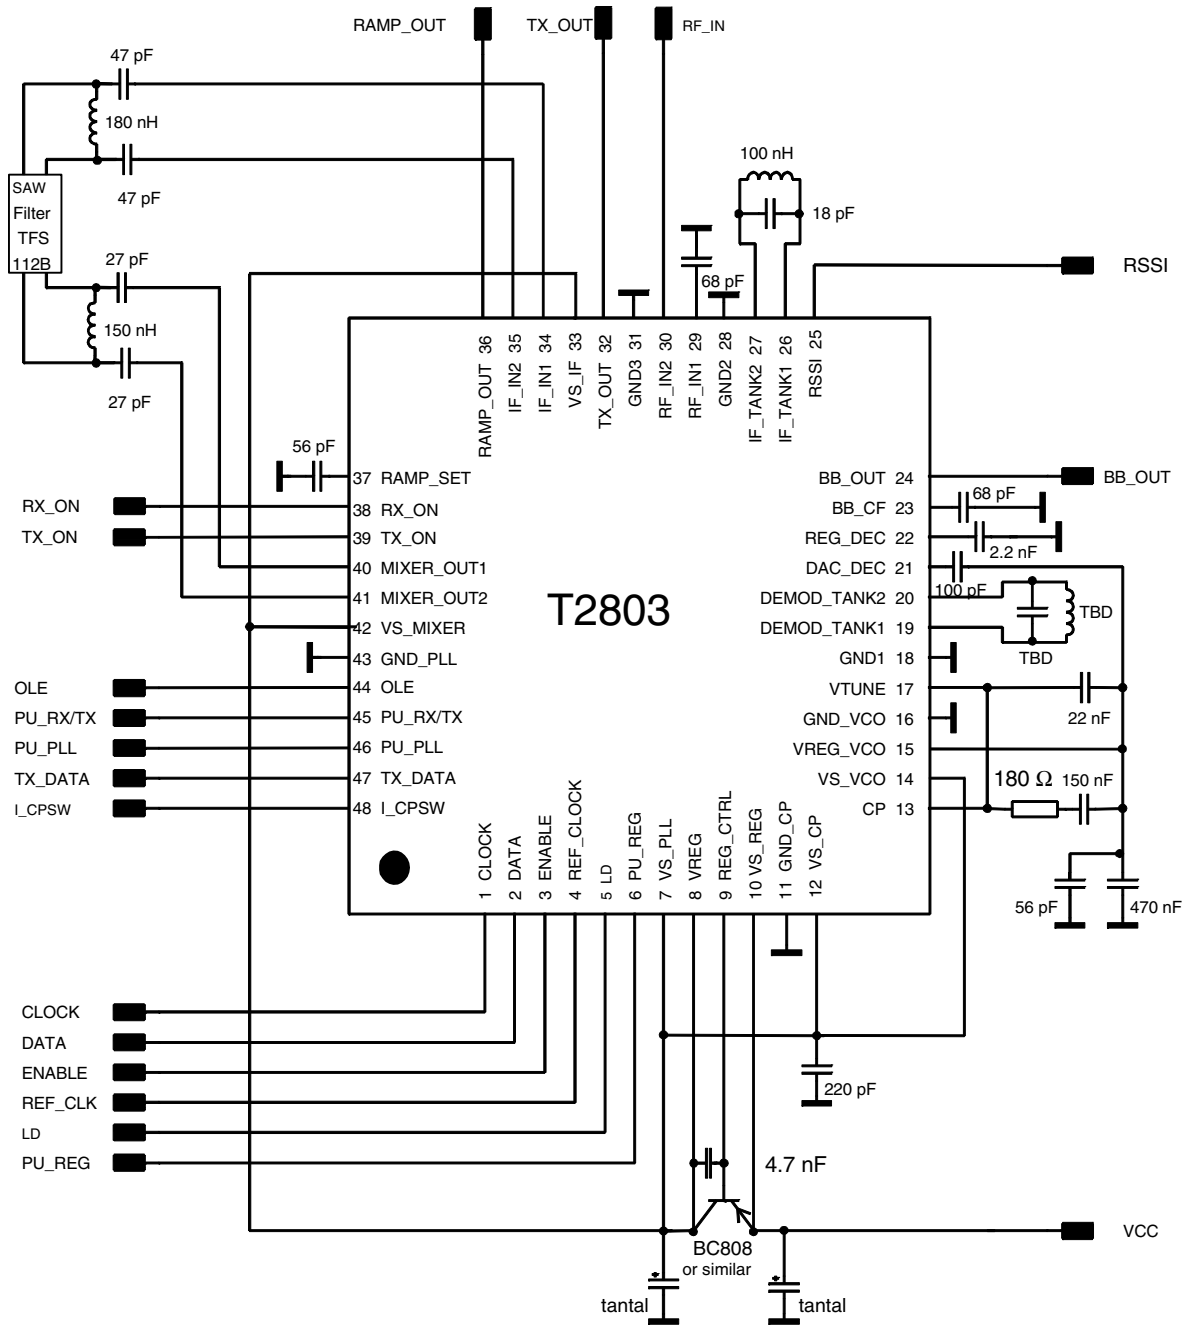 RAMP_OUT
TX_OUT
RF_IN
47 pF
180 nH
47 pF
SAW
Filter
TFS
112B
27 pF
150 nH
27 pF
100 nH
18 pF
68 pF
RSSI
RAMP_OUT 36
IF_IN2 35
IF_IN1 34
VS_IF 33
TX_OUT 32
GND3 31
RF_IN2 30
RF_IN1 29
GND2 28
IF_TANK2 27
IF_TANK1 26
RSSI 25
56 pF
37 RAMP_SET
RX_ON
38 RX_ON
TX_ON
39 TX_ON
40 MIXER_OUT1
41 MIXER_OUT2
42 VS_MIXER
43 GND_PLL
OLE
44 OLE
PU_RX/TX
45 PU_RX/TX
PU_PLL
46 PU_PLL
TX_DATA
47 TX_DATA
I_CPSW
48 I_CPSW
T2803
BB_OUT 24
BB_OUT
BB_CF 23
68 pF
REG_DEC 22
2.2 nF
DAC_DEC 21
100 pF
DEMOD_TANK2 20
TBD
DEMOD_TANK1 19
TBD
GND1 18
VTUNE 17
22 nF
GND_VCO 16
VREG_VCO 15
VS_VCO 14
180 Ω
150 nF
CP 13
56 pF
470 nF
1 CLOCK
2 DATA
3 ENABLE
4 REF_CLOCK
5 LD
6 PU_REG
7 VS_PLL
8 VREG
9 REG_CTRL
10 VS_REG
11 GND_CP
12 VS_CP
CLOCK
DATA
ENABLE
REF_CLK
LD
PU_REG
220 pF
4.7 nF
BC808
or similar
VCC
tantal
tantal